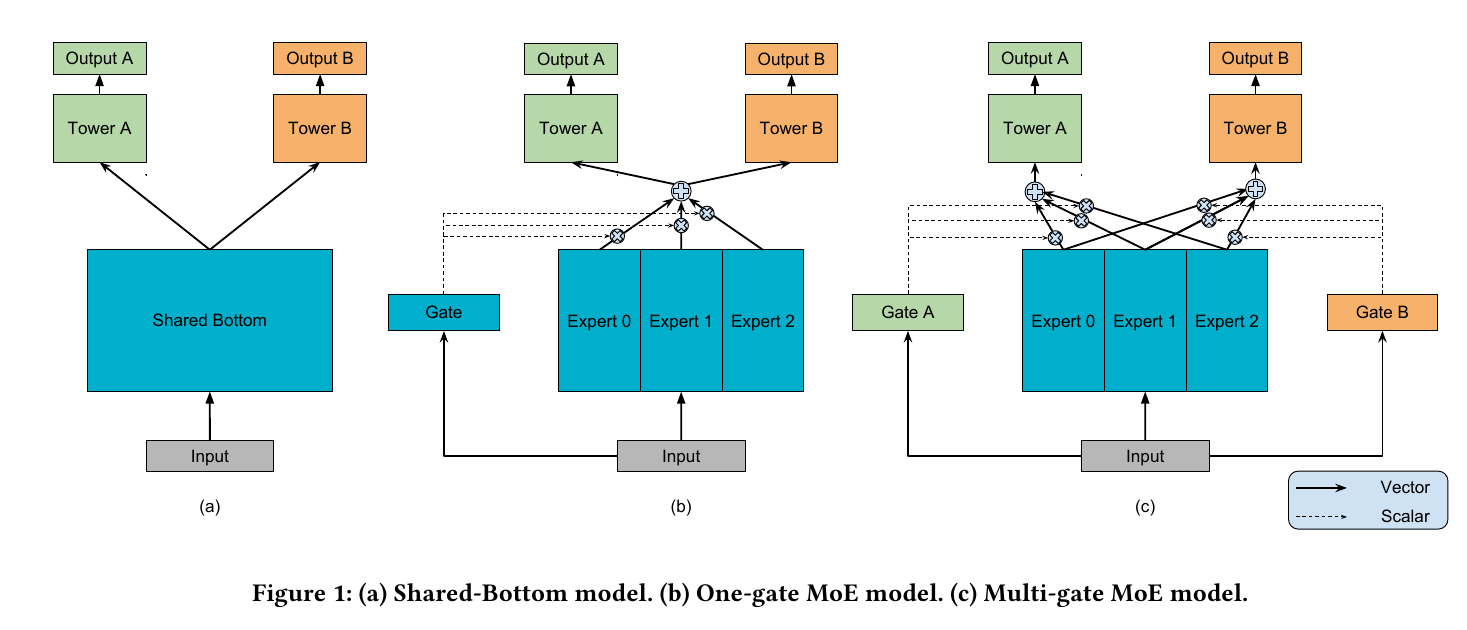 Output A
Output B
Tower A
Tower B
Shared Bottom
Input
(a)
Output A
Output B
Tower A
Tower B
Gate
Expert 0
Expert 1
Expert 2
Input
(b)
Output A
Output B
Tower A
Tower B
Gate A
Expert 0
Expert 1
Expert 2
Gate B
Input
(c)
Vector
Scalar
Figure 1: (a) Shared-Bottom model. (b) One-gate MoE model. (c) Multi-gate MoE model.